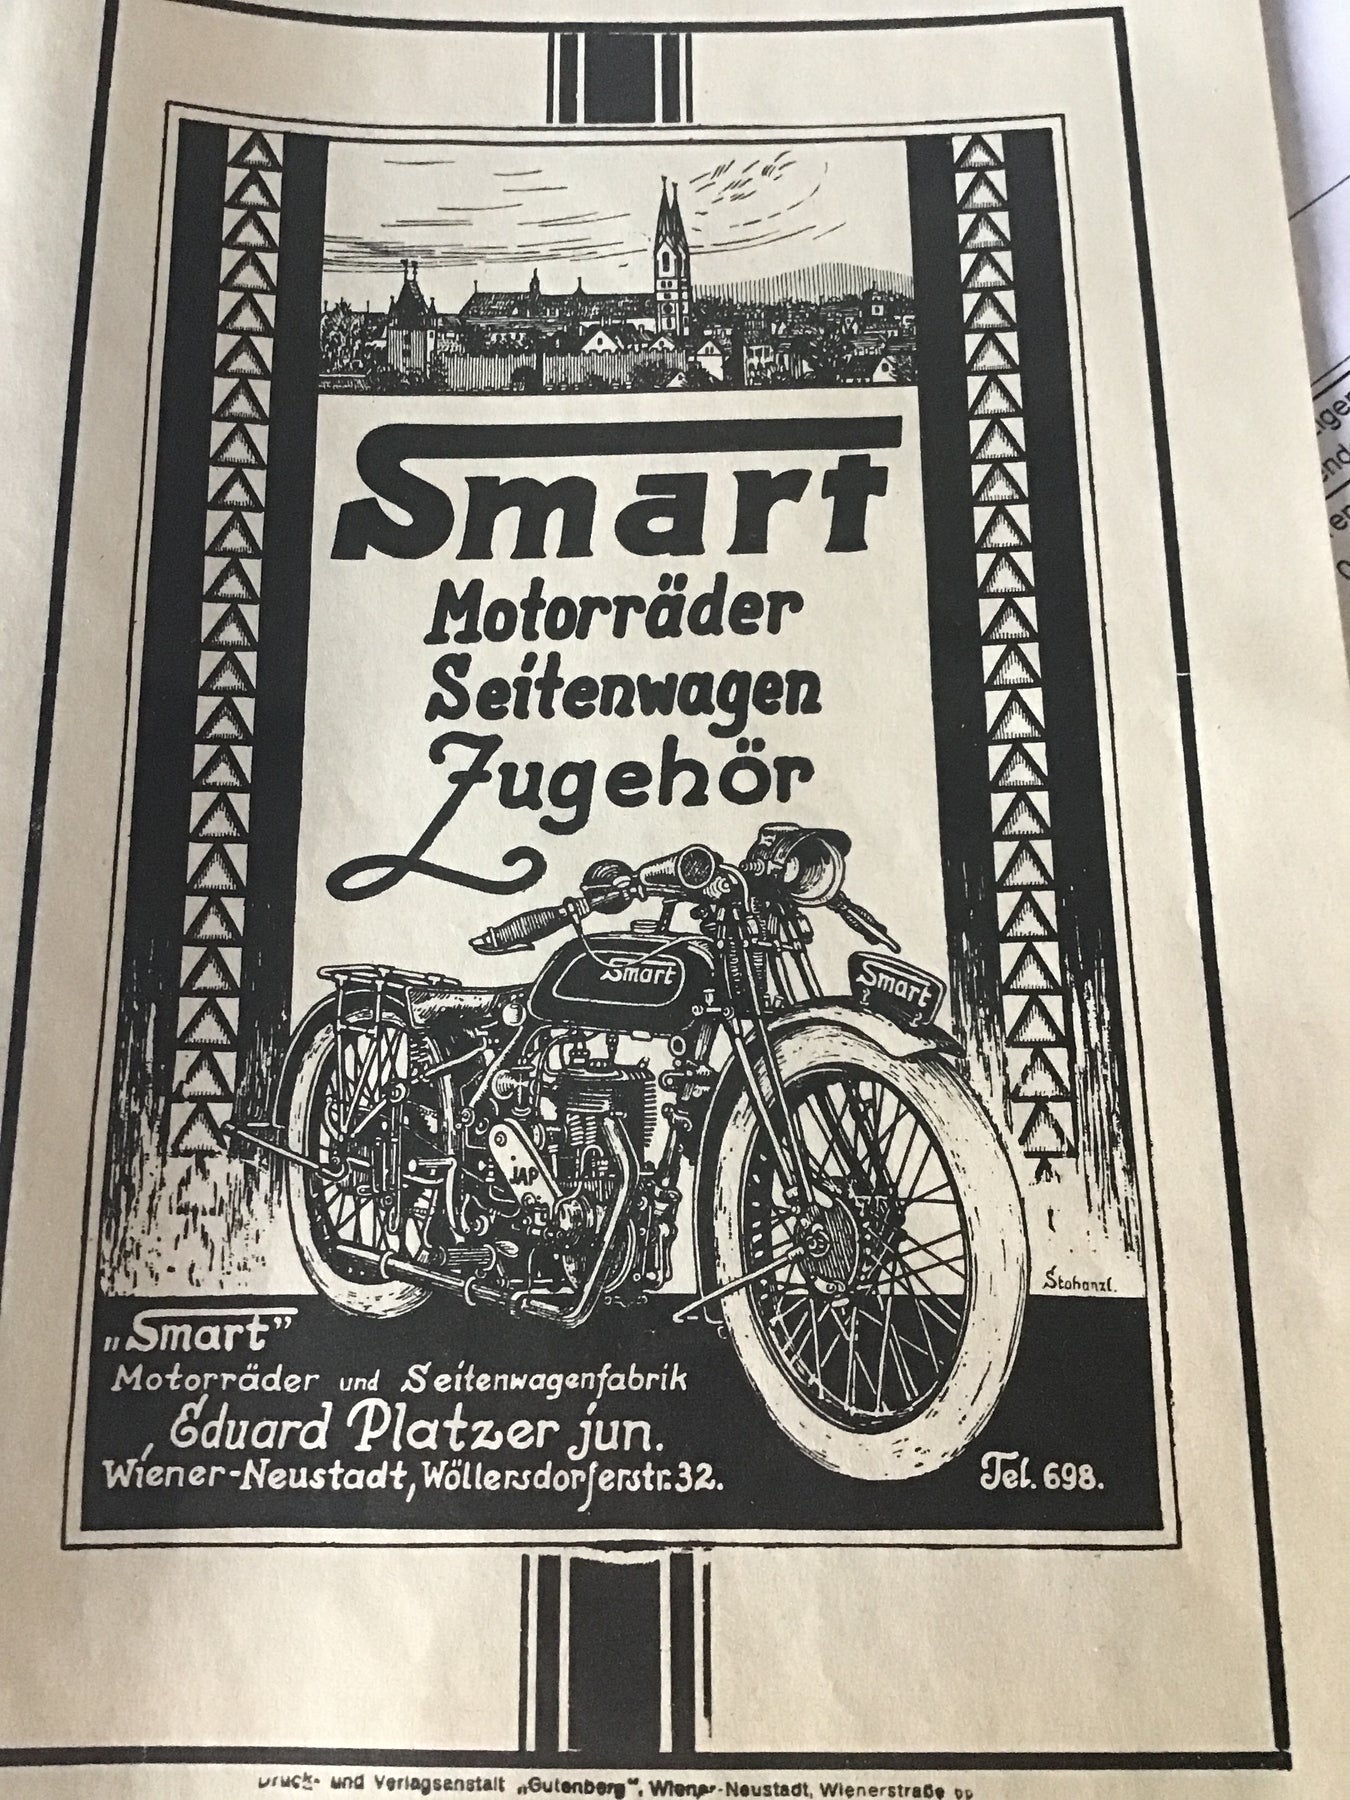 Smart
Motorräder
Seitenwagen
Zugehör
Smart
Smart
JAP
Stohanzl.
„Smart”
Motorräder und Seitenwagenfabrik
Eduard Platzer jun.
Wiener-Neustadt, Wöllersdorferstr. 32.
Tel. 698.
Druck- und Verlagsanstalt „Gutenberg“, Wiener-Neustadt, Wienerstraße